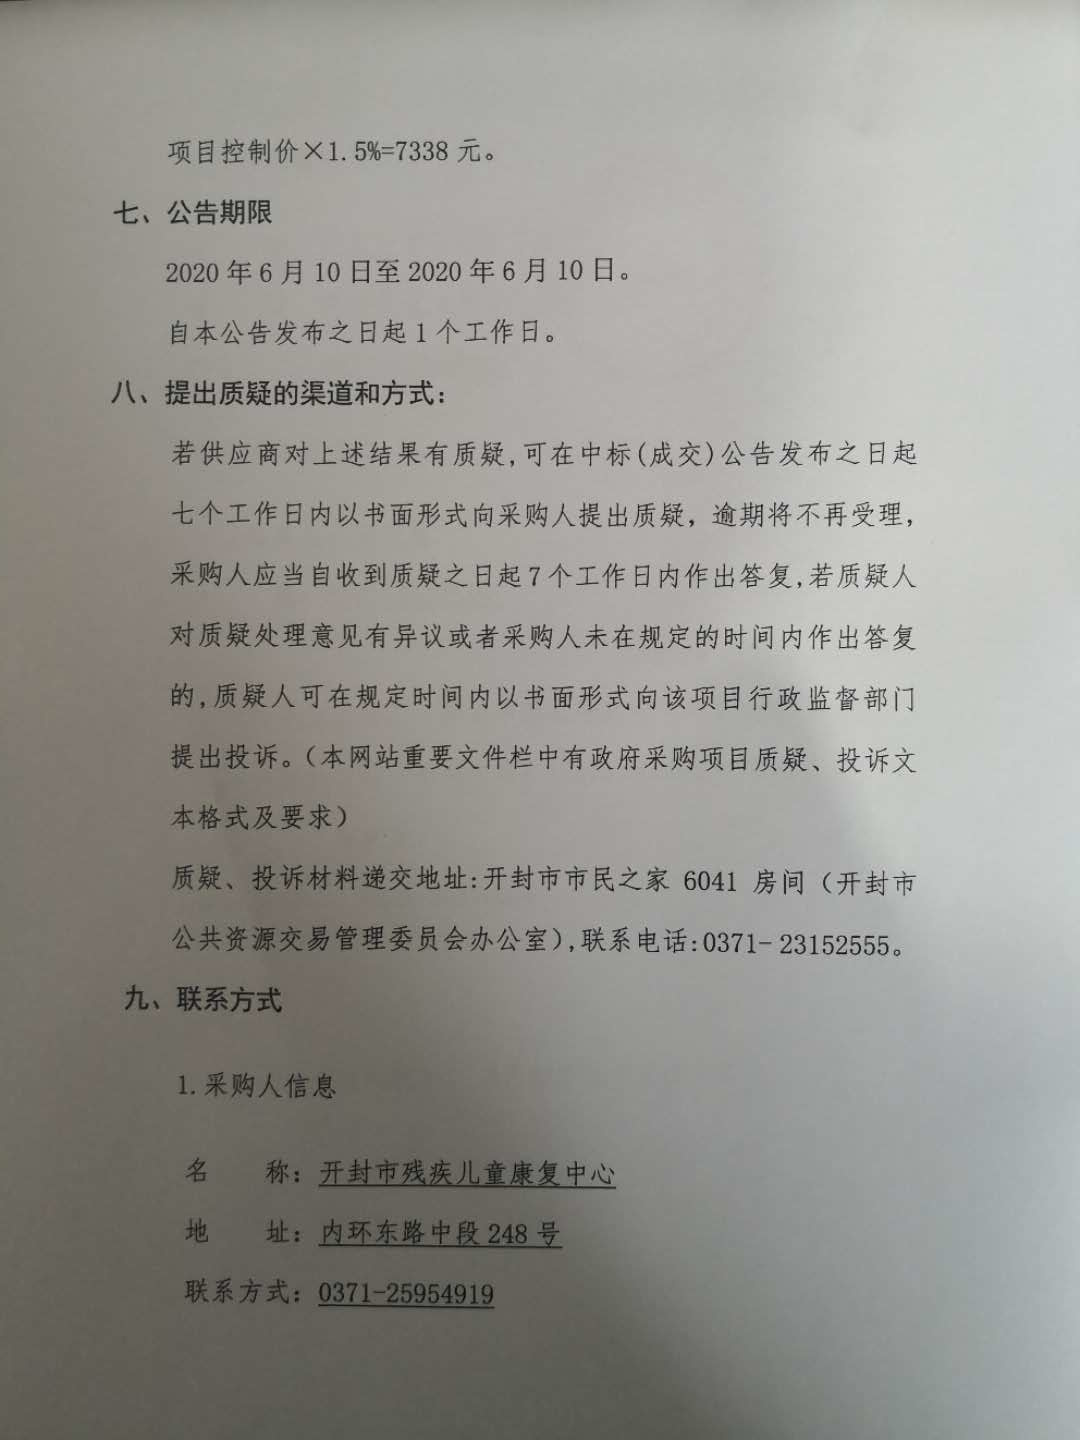 项目控制价×1.5%=7338 元。
七、公告期限
2020 年 6 月 10 日至 2020 年 6 月 10 日。
自本公告发布之日起 1 个工作日。
八、提出质疑的渠道和方式：
若供应商对上述结果有质疑,可在中标(成交)公告发布之日起
七个工作日内以书面形式向采购人提出质疑，逾期将不再受理，
采购人应当自收到质疑之日起 7 个工作日内作出答复,若质疑人
对质疑处理意见有异议或者采购人未在规定的时间内作出答复
的,质疑人可在规定时间内以书面形式向该项目行政监督部门
提出投诉。（本网站重要文件栏中有政府采购项目质疑、投诉文
本格式及要求）
质疑、投诉材料递交地址:开封市市民之家 6041 房间（开封市
公共资源交易管理委员会办公室）,联系电话:0371- 23152555。
九、联系方式
1.采购人信息
名　　称：开封市残疾儿童康复中心
地　　址：内环东路中段 248 号
联系方式：0371-25954919